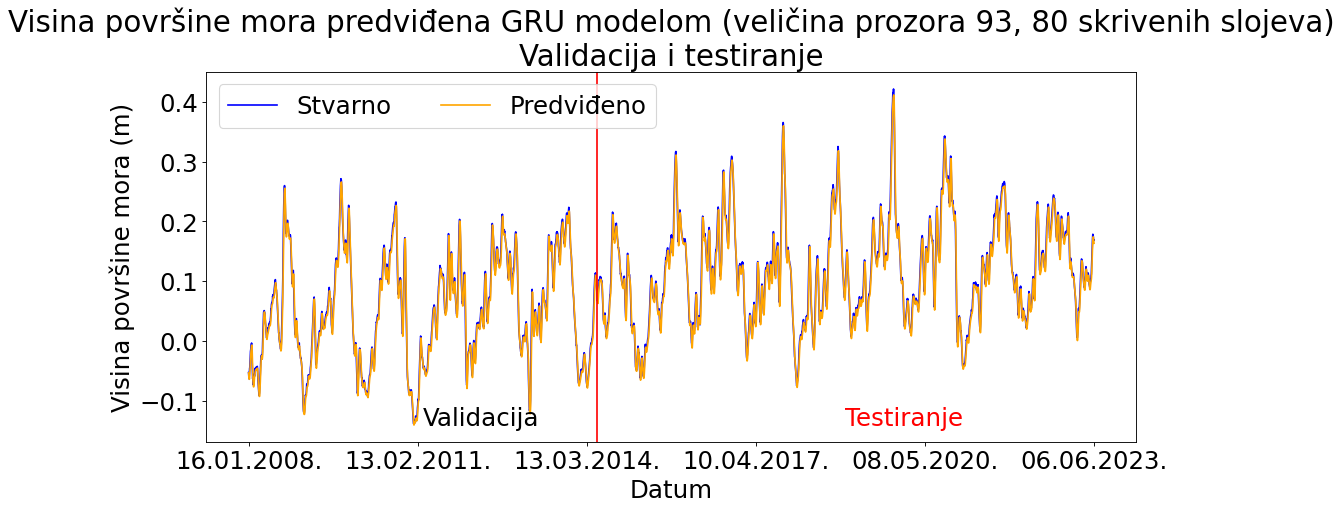 Visina površine mora predviđena GRU modelom (veličina prozora 93, 80 skrivenih slojeva)
Validacija i testiranje
Stvarno
Predviđeno
Visina površine mora (m)
0.4
0.3
0.2
0.1
0.0
−0.1
Validacija
Testiranje
16.01.2008.
13.02.2011.
13.03.2014.
10.04.2017.
08.05.2020.
06.06.2023.
Datum